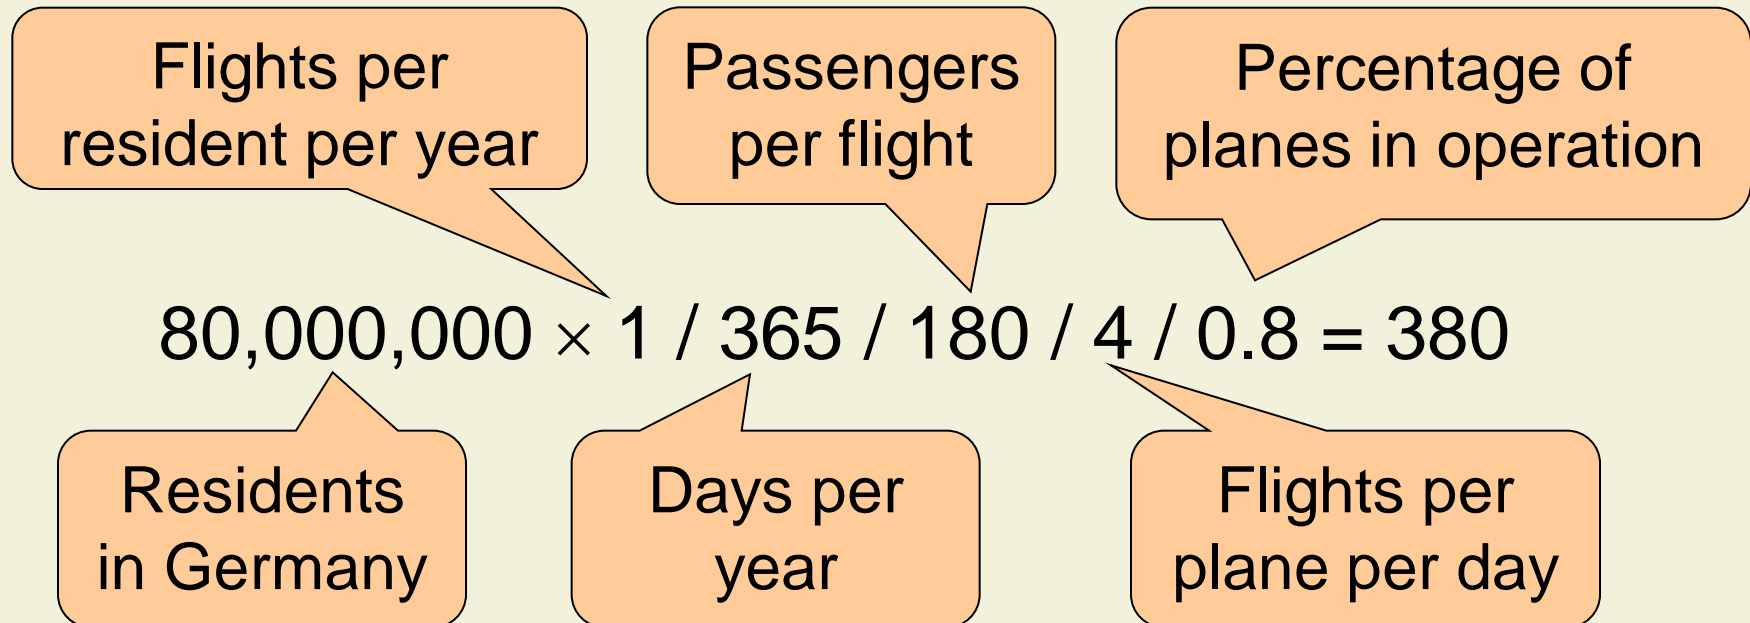 Flights per
resident per year
Passengers
per flight
Percentage of
planes in operation
80,000,000 × 1 / 365 / 180 / 4 / 0.8 = 380
Residents
in Germany
Days per
year
Flights per
plane per day